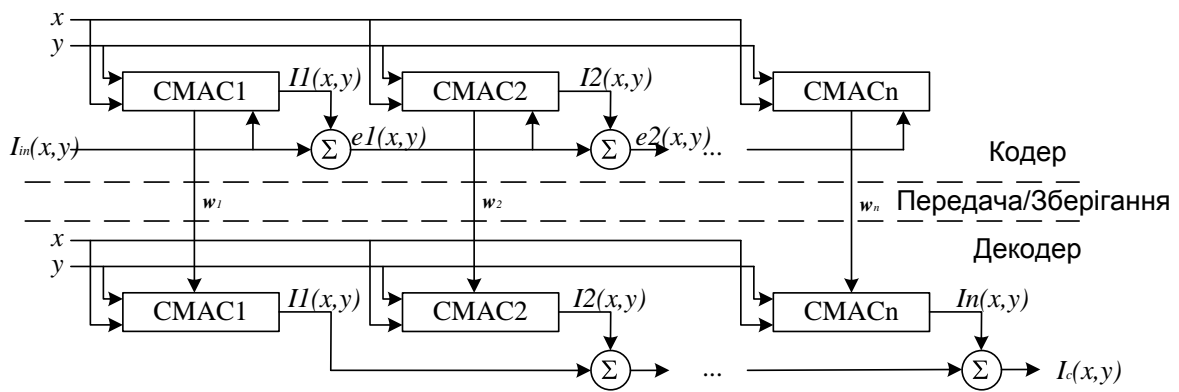 x
y
CMAC1 I1(x,y) CMAC2 I2(x,y) CMACn
Iin(x,y) Σ e1(x,y) Σ e2(x,y) ...
Кодер
w1 w2 wn Передача/Зберігання
x
y
Декодер
CMAC1 I1(x,y) CMAC2 I2(x,y) CMACn In(x,y)
Σ ... Σ Ic(x,y)